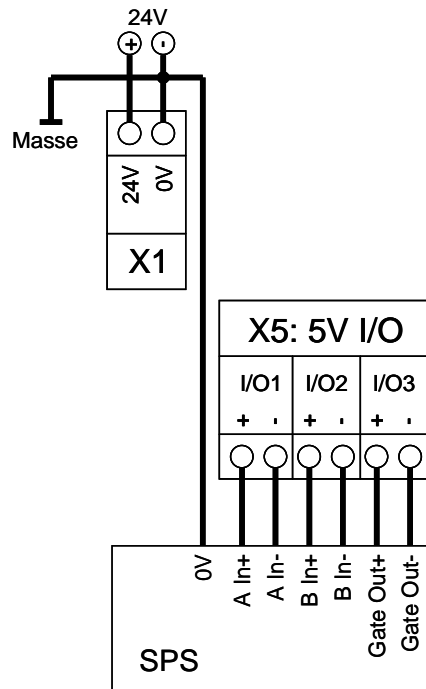 24V
+ -
Masse
24V 0V
X1
X5: 5V I/O
I/O1 I/O2 I/O3
+ - + - + -
0V A In+ A In- B In+ B In- Gate Out+ Gate Out-
SPS